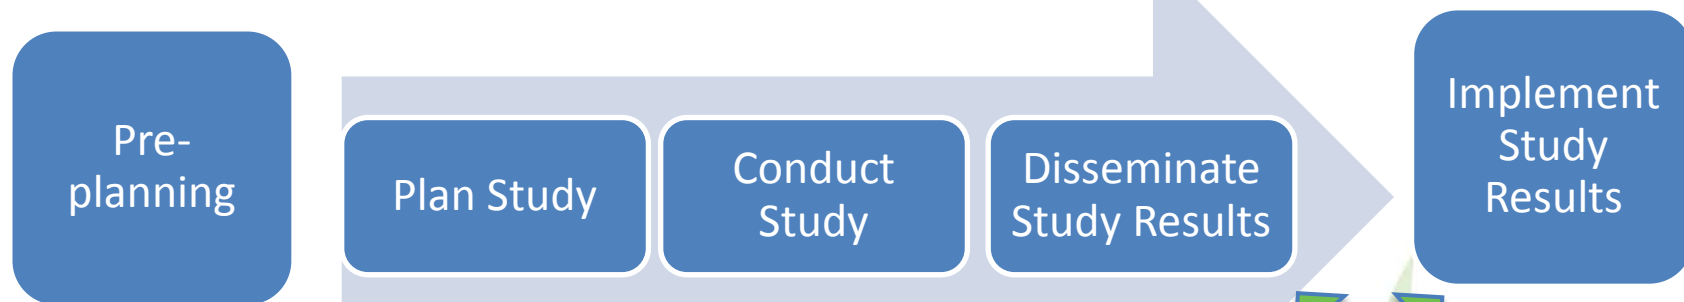 Pre-
planning
Plan Study
Conduct
Study
Disseminate
Study Results
Implement
Study
Results